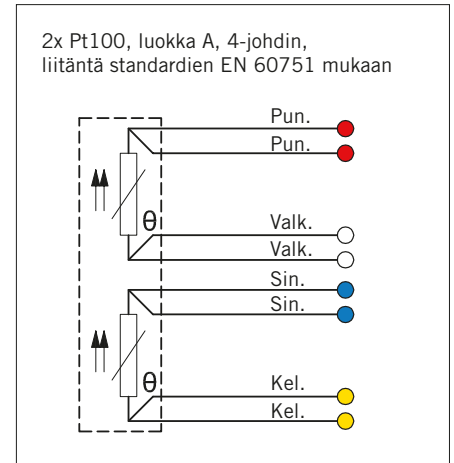 2x Pt100, luokka A, 4-johdin,
liitäntä standardien EN 60751 mukaan
Pun.
Pun.
θ
Valk.
Valk.
Sin.
Sin.
θ
Kel.
Kel.